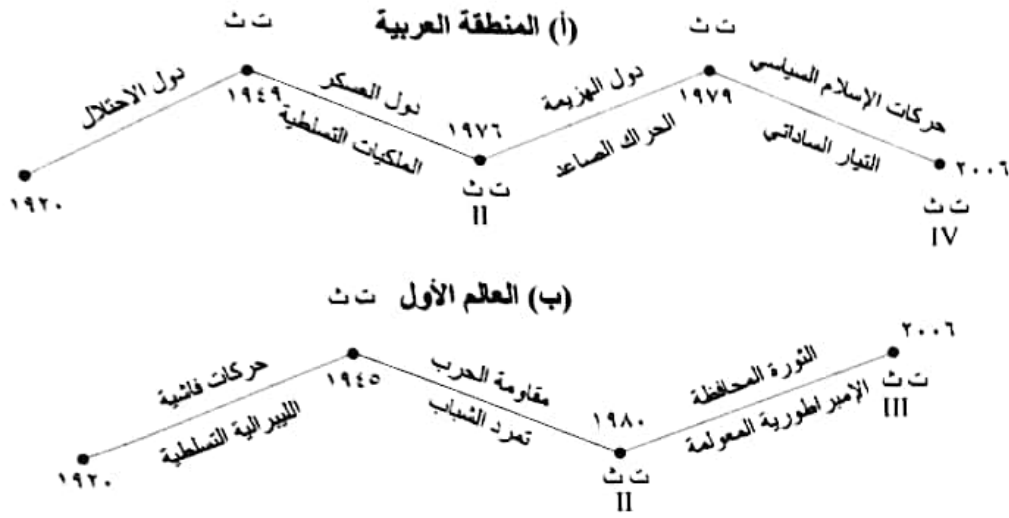 (أ) المنطقة العربية
ت ث
ت ث
دول الاحتلال
دول العسكر
دول الهزيمة
حركات الإسلام السياسي
١٩٤٩
١٩٧٩
الملكيات التسلطية
١٩٧٦
الحراك الصاعد
التيار الساداتي
١٩٢٠
ت ث
II
٢٠٠٦
ت ث
IV
(ب) العالم الأول
ت ث
حركات فاشية
١٩٤٥
مقاومة الحرب
الثورة المحافظة
٢٠٠٦
الليبرالية التسلطية
تمرد الشباب
١٩٨٠
الإمبراطورية المعولمة
ت ث
III
١٩٢٠
ت ث
II